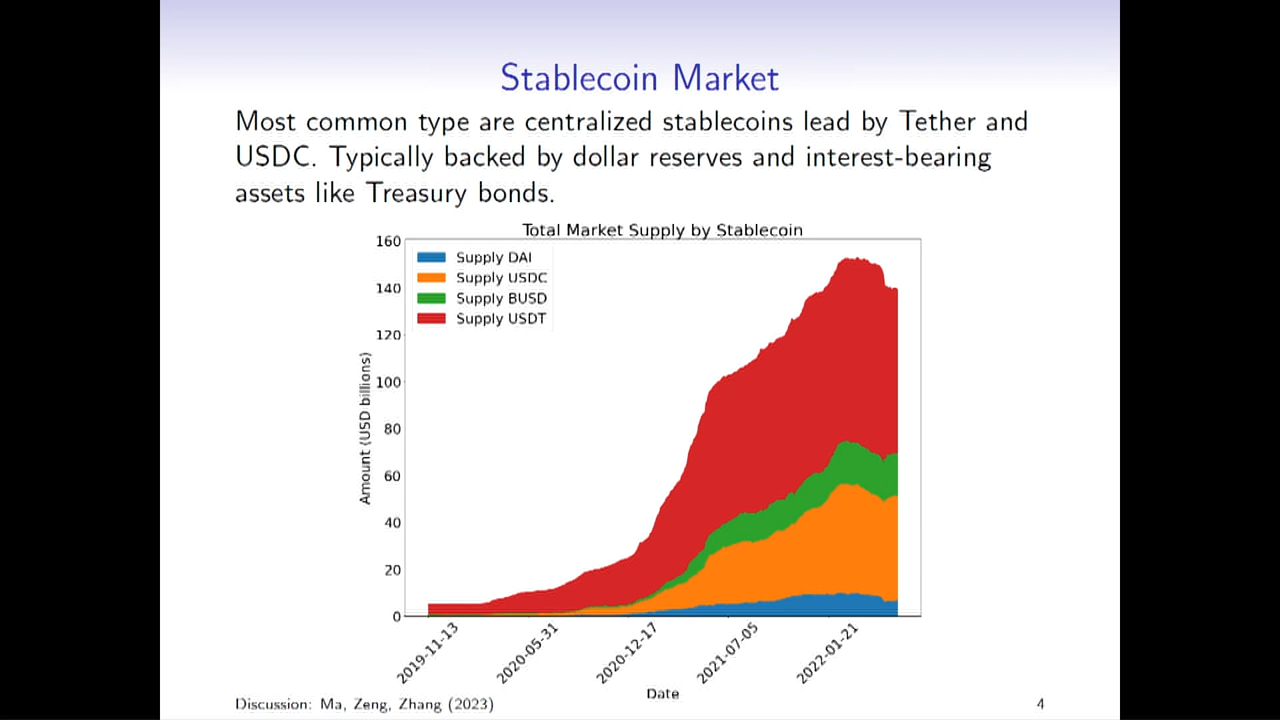 Stablecoin Market
Most common type are centralized stablecoins lead by Tether and
USDC. Typically backed by dollar reserves and interest-bearing
assets like Treasury bonds.
Total Market Supply by Stablecoin
Supply DAI
Supply USDC
Supply BUSD
Supply USDT
Amount (USD billions)
160
140
120
100
80
60
40
20
0
2019-11-13
2020-05-31
2020-12-17
2021-07-05
2022-01-21
Date
Discussion: Ma, Zeng, Zhang (2023)
4